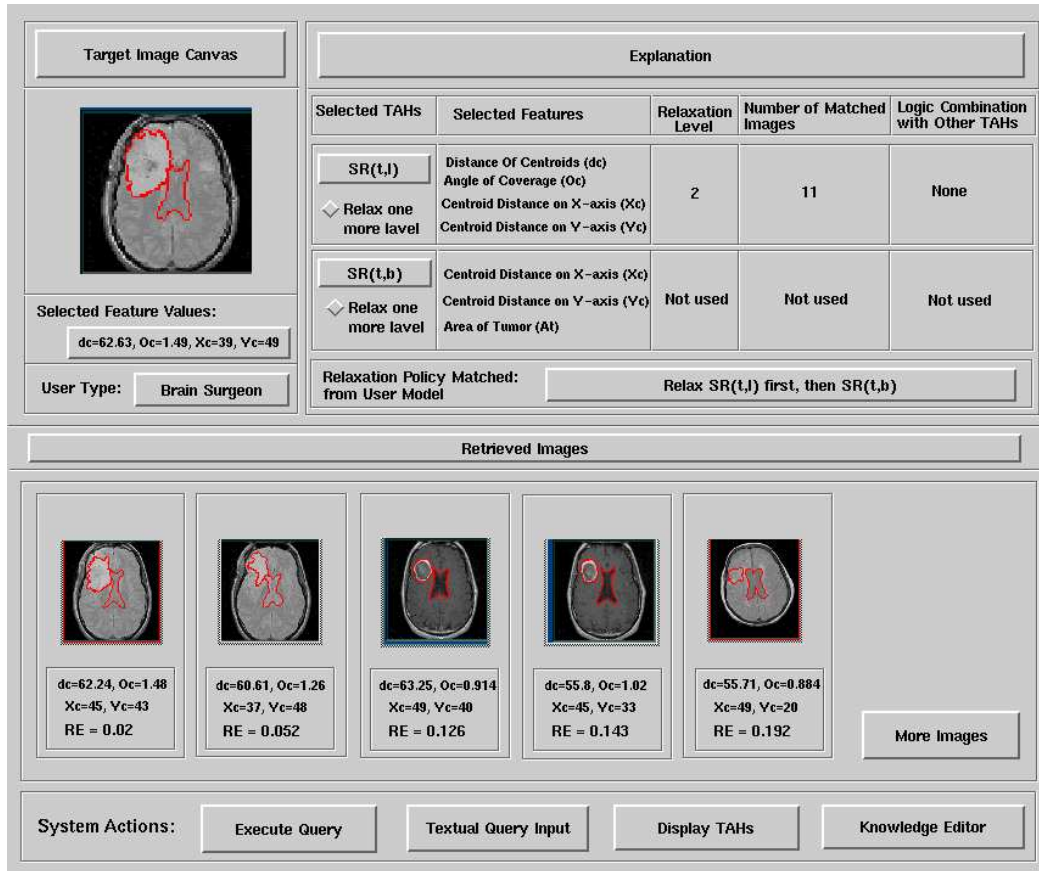 Target Image Canvas
Explanation
Selected TAHs
Selected Features
Relaxation Level
Number of Matched Images
Logic Combination with Other TAHs
SR(t,l)
Relax one
more lavel
Distance Of Centroids (dc)
Angle of Coverage (Oc)
Centroid Distance on X-axis (Xc)
Centroid Distance on Y-axis (Yc)
2
11
None
SR(t,b)
Relax one
more lavel
Centroid Distance on X-axis (Xc)
Centroid Distance on Y-axis (Yc)
Area of Tumor (At)
Not used
Not used
Not used
Selected Feature Values:
dc=62.63, Oc=1.49, Xc=39, Yc=49
User Type:
Brain Surgeon
Relaxation Policy Matched:
from User Model
Relax SR(t,l) first, then SR(t,b)
Retrieved Images
dc=62.24, Oc=1.48
Xc=45, Yc=43
RE = 0.02
dc=60.61, Oc=1.26
Xc=37, Yc=48
RE = 0.052
dc=63.25, Oc=0.914
Xc=49, Yc=40
RE = 0.126
dc=55.8, Oc=1.02
Xc=45, Yc=33
RE = 0.143
dc=55.71, Oc=0.884
Xc=49, Yc=20
RE = 0.192
More Images
System Actions:
Execute Query
Textual Query Input
Display TAHs
Knowledge Editor